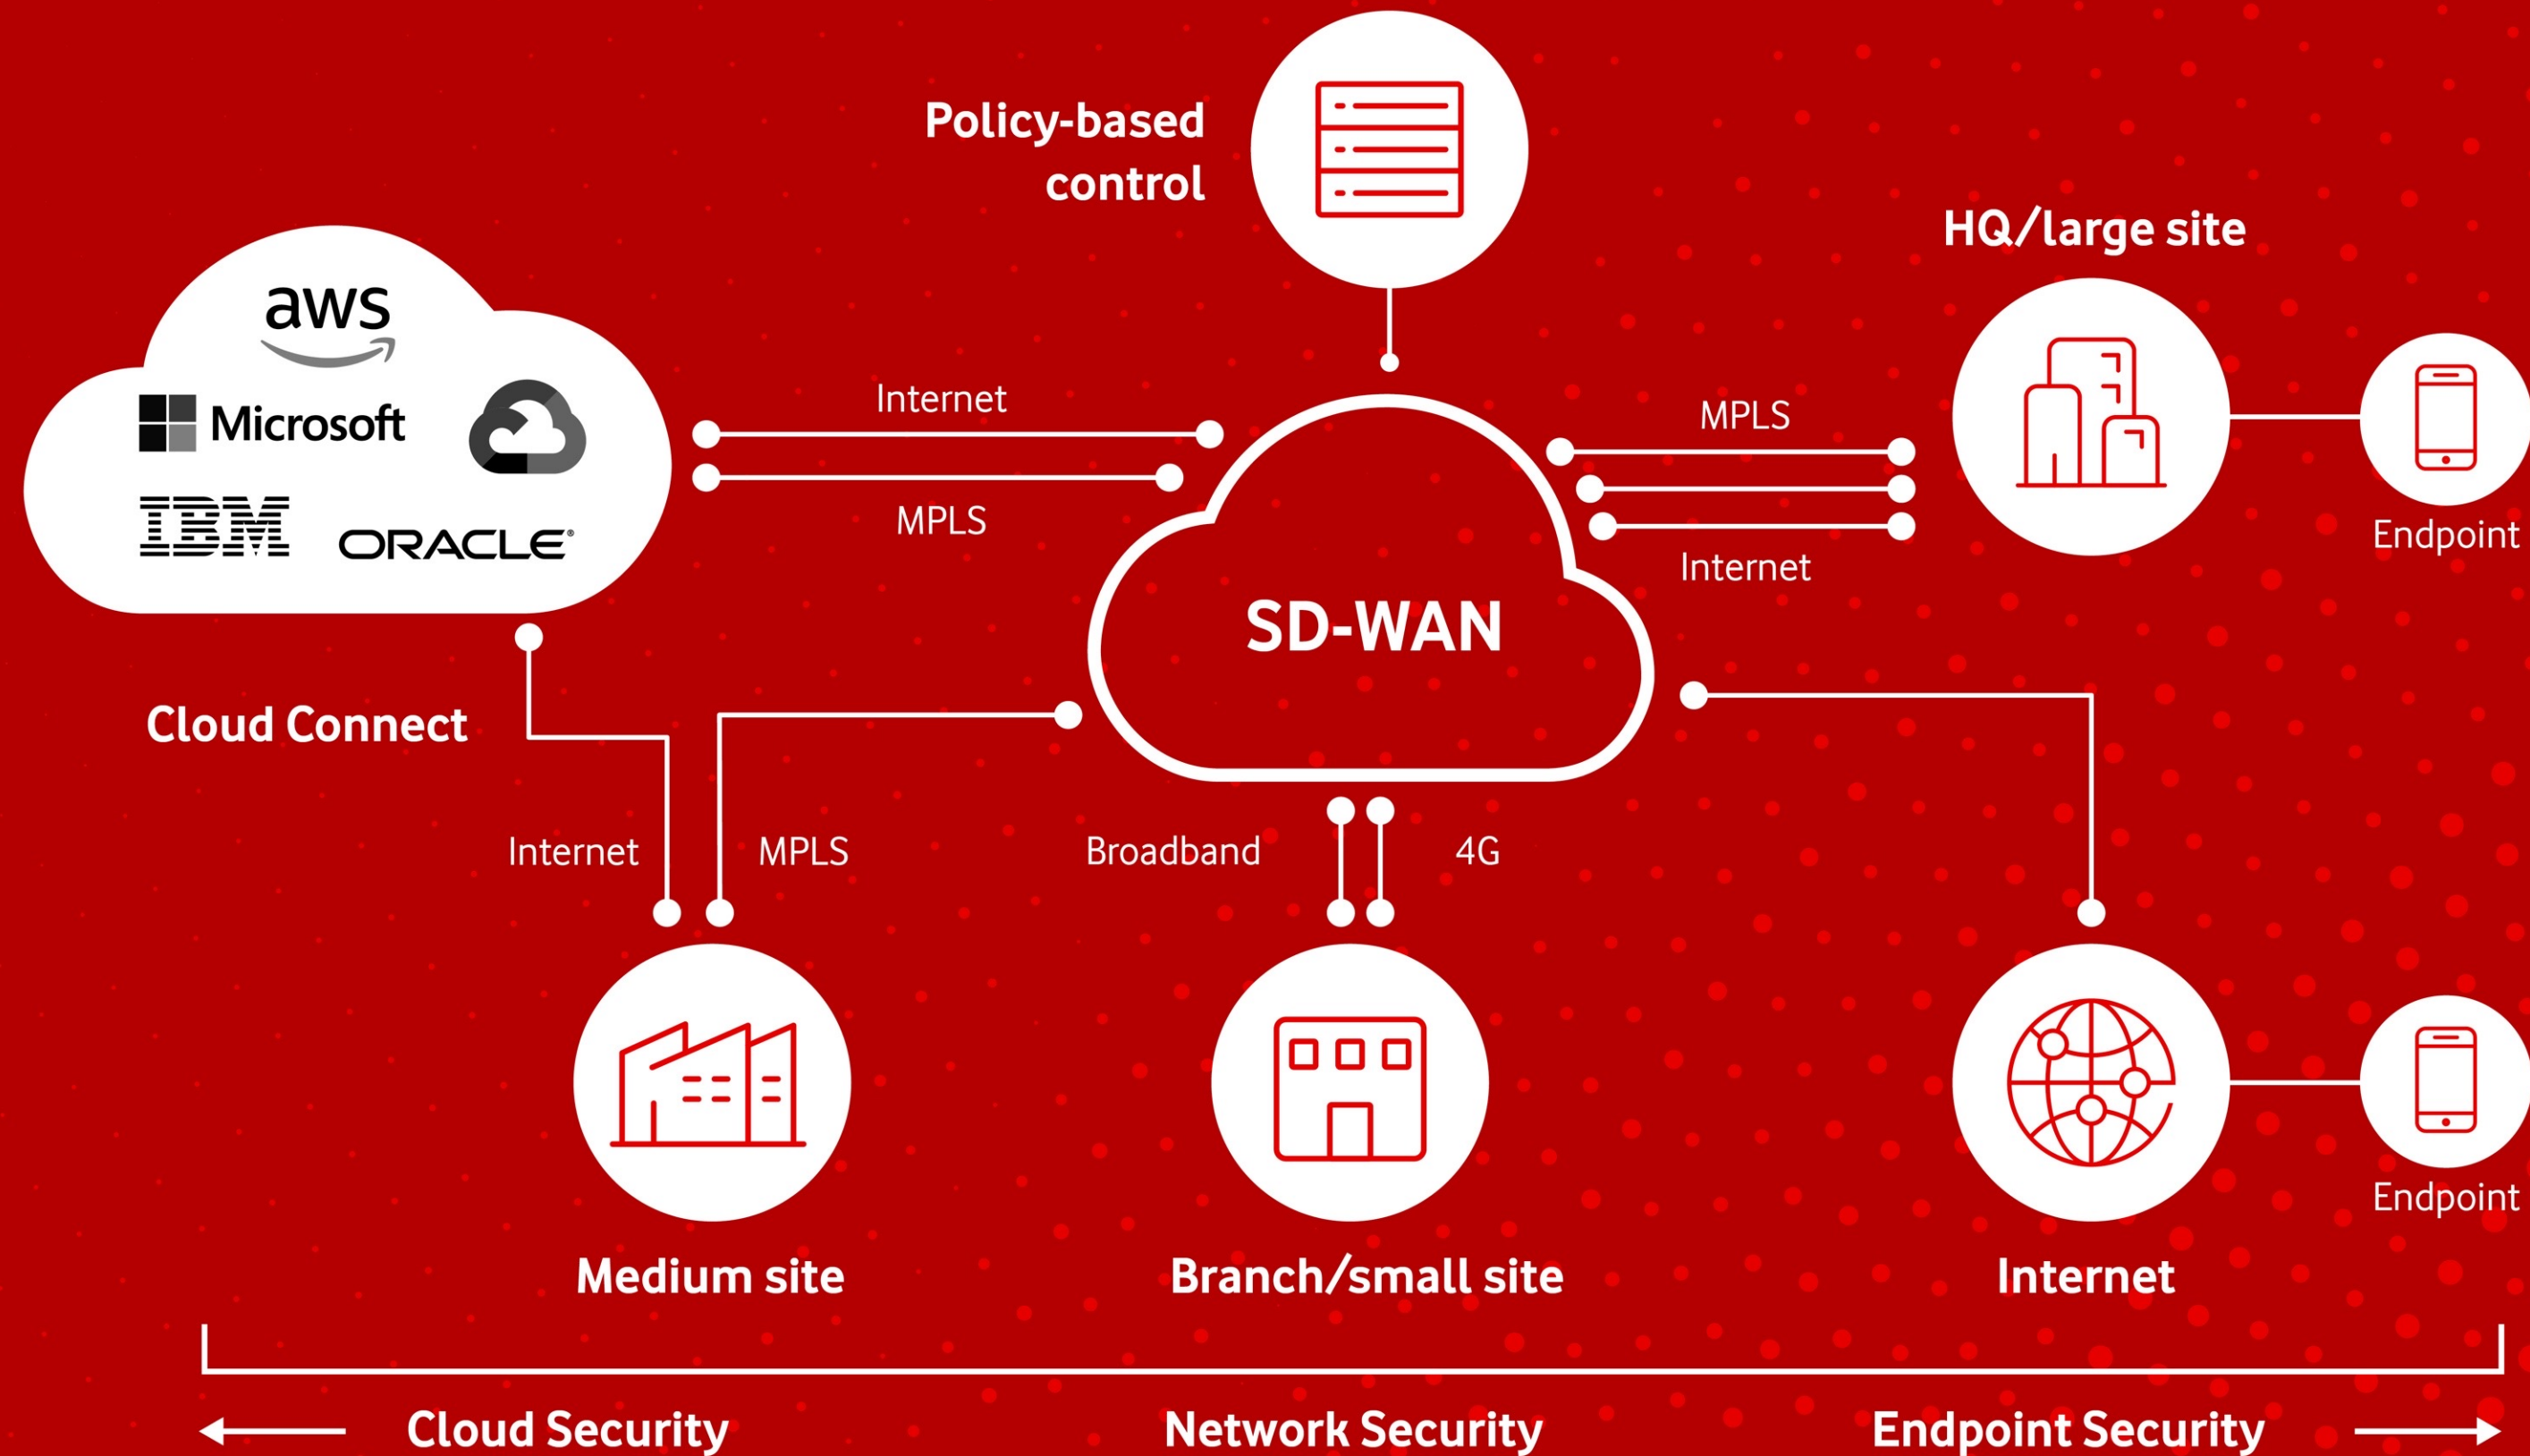 Policy-based
control
HQ/large site
aws
Microsoft
IBM
ORACLE®
Internet
MPLS
MPLS
Internet
Endpoint
SD-WAN
Cloud Connect
Internet
MPLS
Broadband
4G
Endpoint
Medium site
Branch/small site
Internet
Cloud Security
Network Security
Endpoint Security